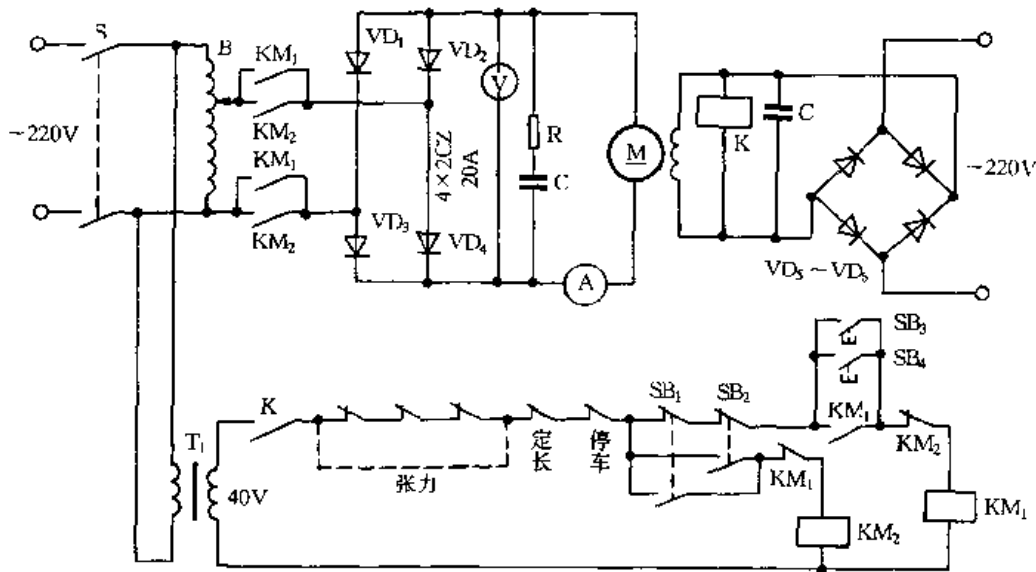 S
B
KM₁
KM₂
KM₁
KM₂
~220V
VD₁
VD₂
VD₃
VD₄
4×2CZ
20A
V
R
C
A
M
K
C
~220V
VD₅~VD₈
SB₃
SB₄
K
SB₁
SB₂
KM₁
KM₂
定长
停车
张力
KM₁
T₁
40V
KM₂
KM₁